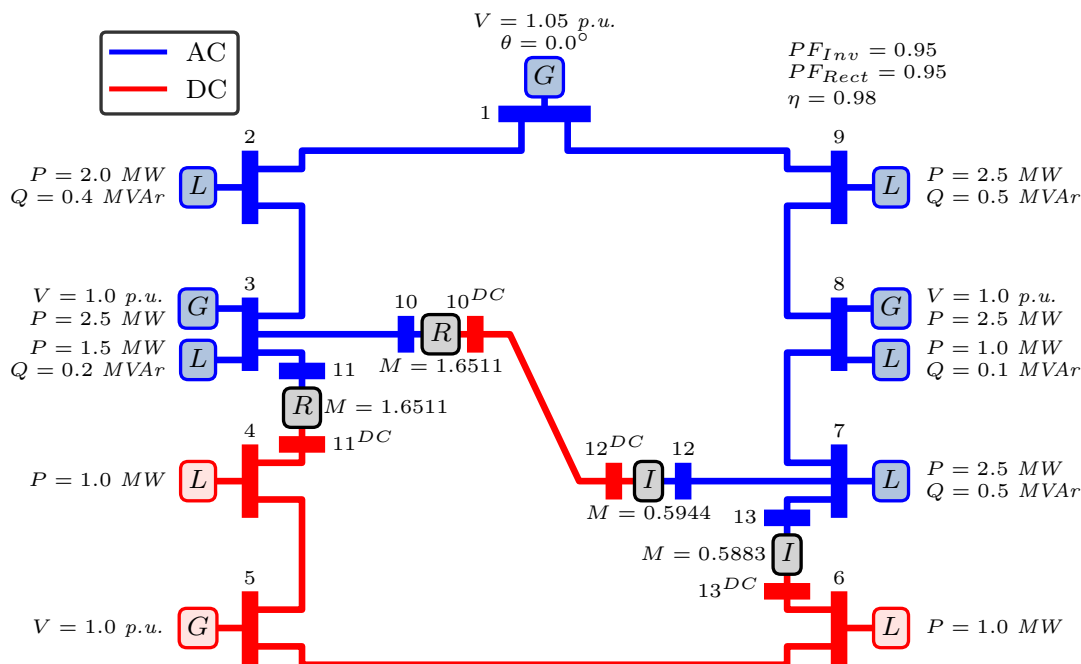 V = 1.05 p.u.
θ = 0.0°
AC
DC
G
PF_{Inv} = 0.95
PF_{Rect} = 0.95
η = 0.98
1
2
9
P = 2.0 MW
Q = 0.4 MVAr
L
L
P = 2.5 MW
Q = 0.5 MVAr
3
10
10^{DC}
8
V = 1.0 p.u.
P = 2.5 MW
G
G
V = 1.0 p.u.
P = 2.5 MW
R
P = 1.5 MW
Q = 0.2 MVAr
L
M = 1.6511
L
P = 1.0 MW
Q = 0.1 MVAr
11
R
M = 1.6511
4
11^{DC}
12^{DC}
12
7
P = 1.0 MW
L
I
L
P = 2.5 MW
Q = 0.5 MVAr
M = 0.5944
13
M = 0.5883
I
5
13^{DC}
6
V = 1.0 p.u.
G
L
P = 1.0 MW